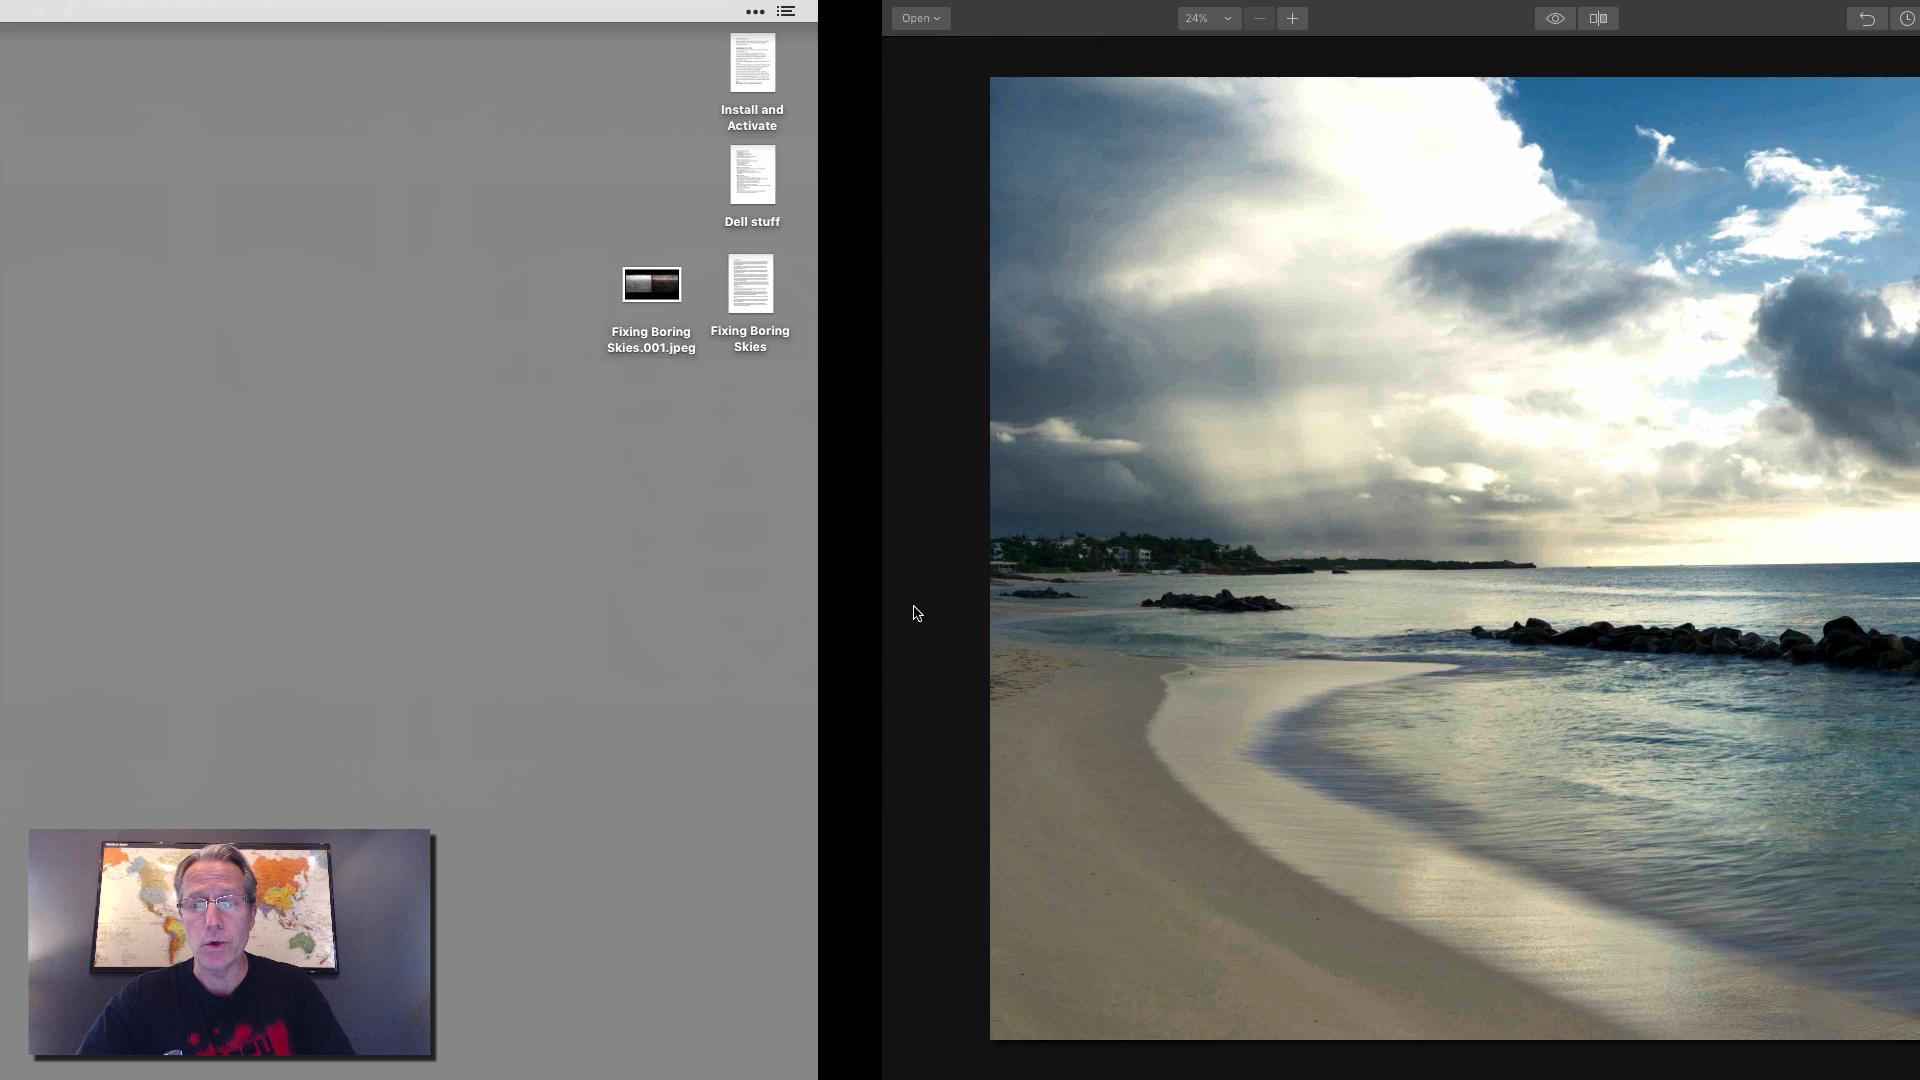 Open
24%
Install and
Activate
Dell stuff
Fixing Boring
Skies.001.jpeg
Fixing Boring
Skies